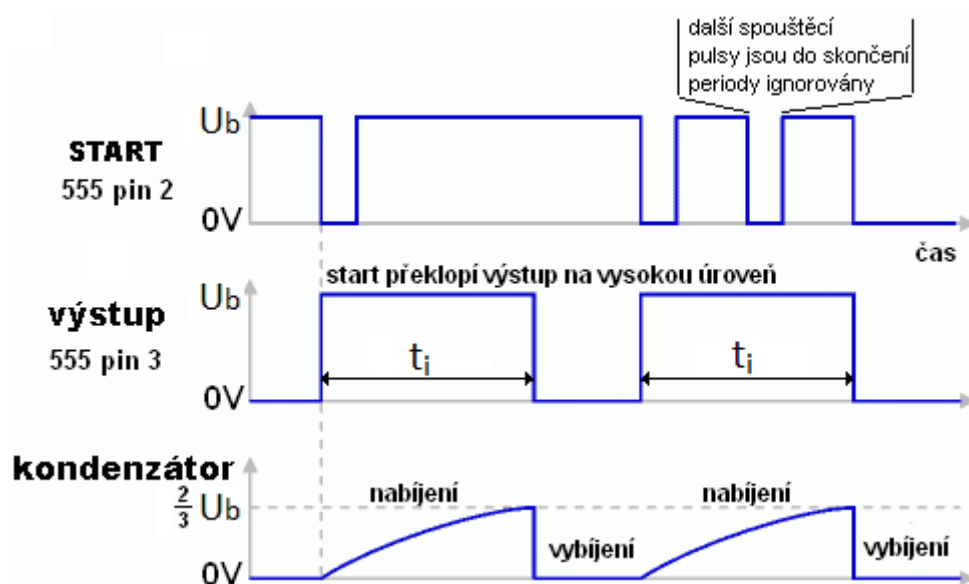 další spouštěcí
pulsy jsou do skončení
periody ignorovány
Ub
START
555 pin 2
0V
čas
start překlopí výstup na vysokou úroveň
Ub
výstup
555 pin 3
ti
ti
0V
kondenzátor
2/3 Ub
nabíjení
nabíjení
vybíjení
vybíjení
0V